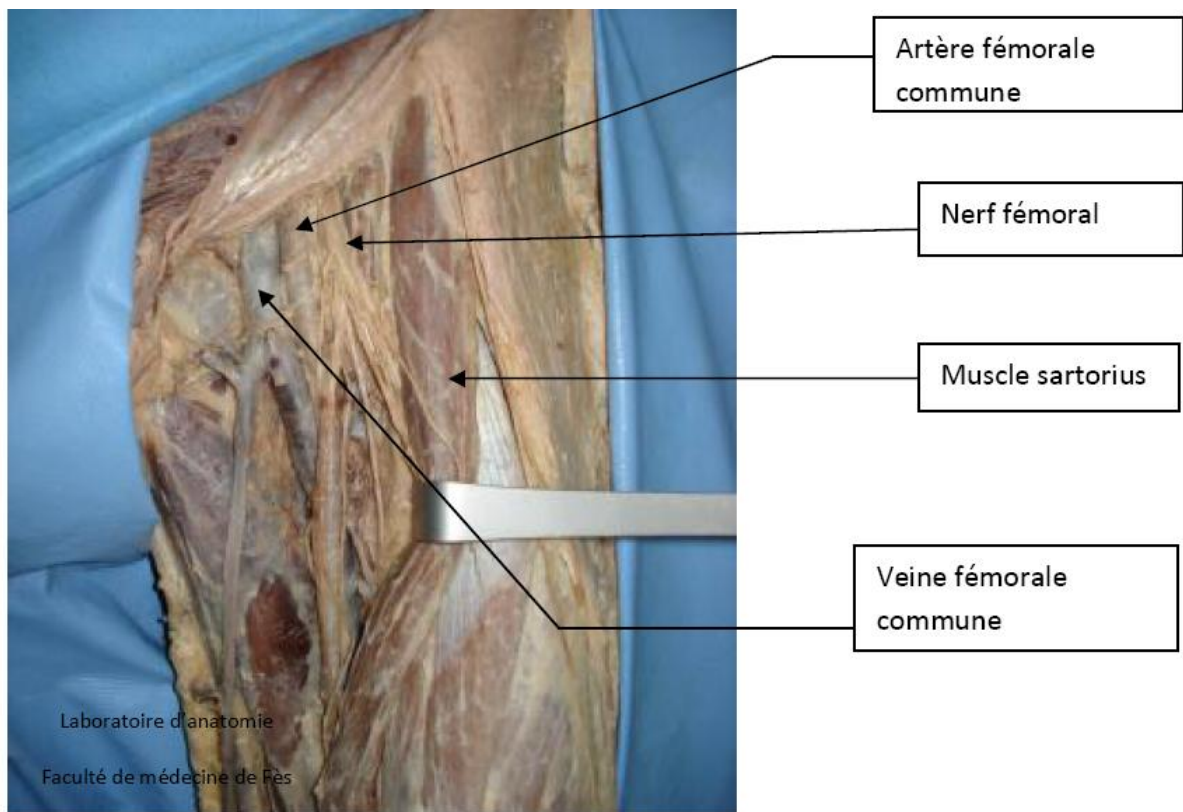 Artère fémorale
commune
Nerf fémoral
Muscle sartorius
Veine fémorale
commune
Laboratoire d'anatomie
Faculté de médecine de Fès